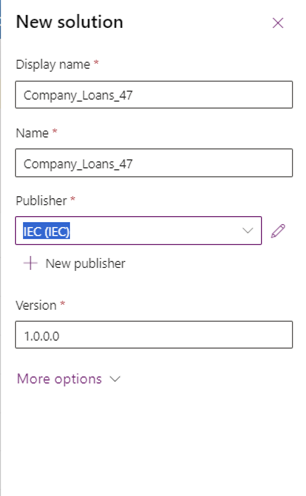 New solution
Display name *
Company_Loans_47
Name *
Company_Loans_47
Publisher *
IEC (IEC)
New publisher
Version *
1.0.0.0
More options